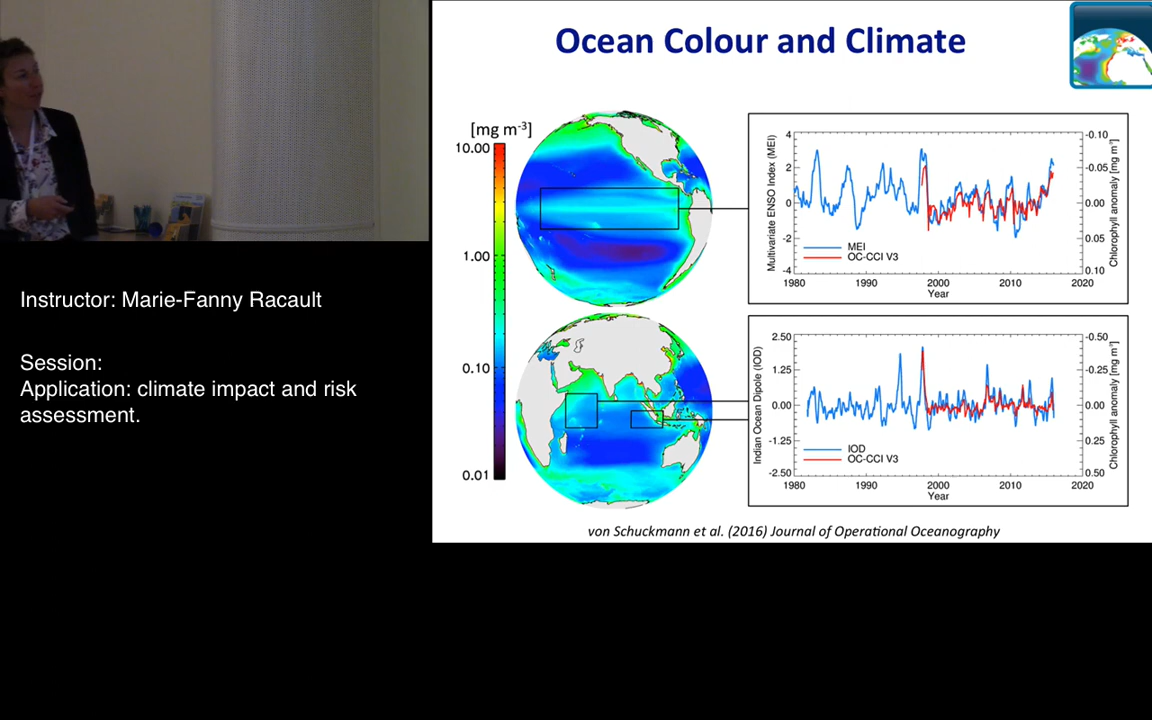 Ocean Colour and Climate
[mg m-3]
10.00
1.00
0.10
0.01
4
2
0
-2
-4
Multivariate ENSO Index (MEI)
MEI
OC-CCI V3
1980
1990
2000
2010
2020
Year
-0.10
-0.05
0.00
0.05
0.10
Chlorophyll anomaly [mg m-3]
2.50
1.25
0.00
-1.25
-2.50
Indian Ocean Dipole (IOD)
IOD
OC-CCI V3
1980
1990
2000
2010
2020
Year
-0.50
-0.25
0.00
0.25
0.50
Chlorophyll anomaly [mg m-3]
von Schuckmann et al. (2016) Journal of Operational Oceanography
Instructor: Marie-Fanny Racault
Session:
Application: climate impact and risk
assessment.